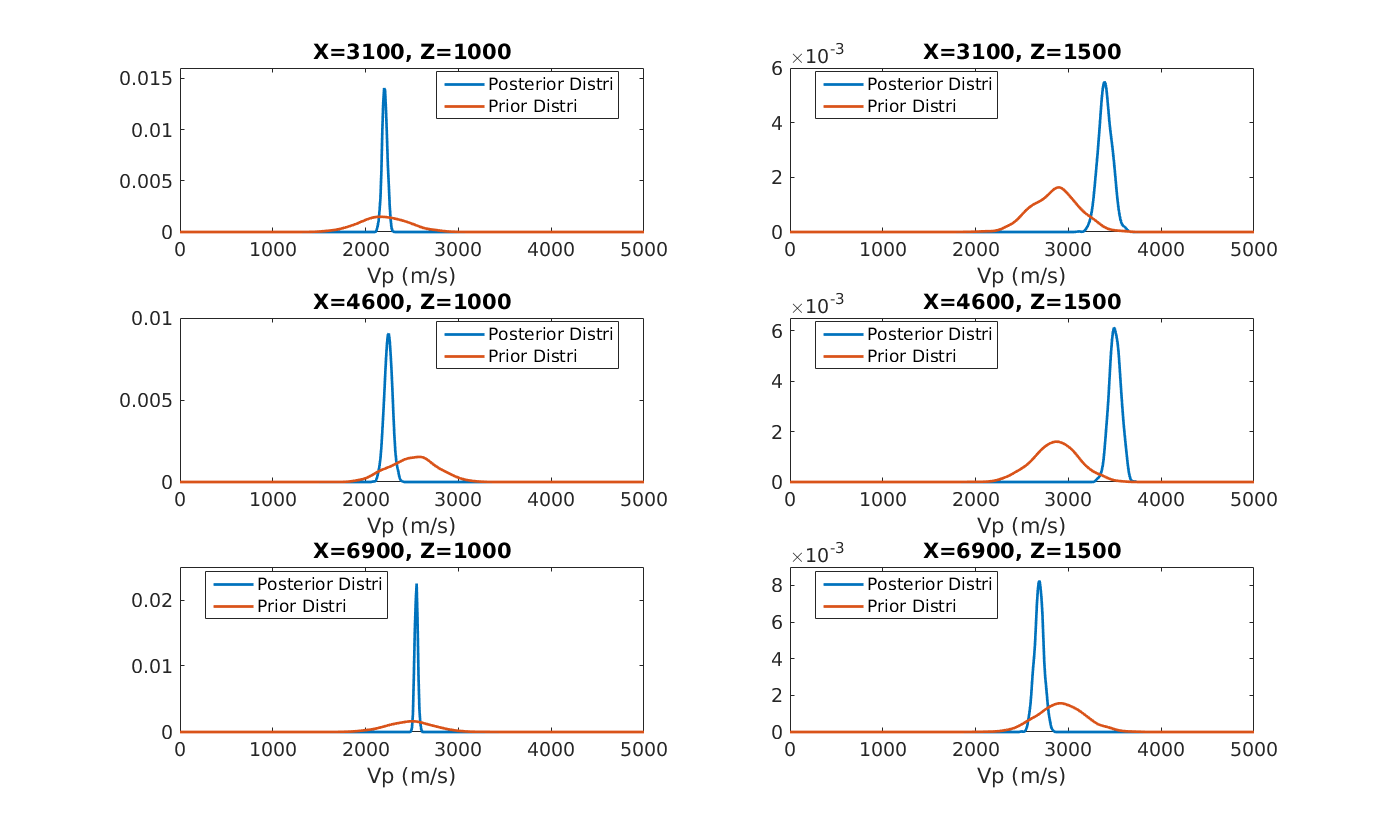 X=3100, Z=1000
0.015
0.01
0.005
0
Posterior Distri
Prior Distri
0 1000 2000 3000 4000 5000
Vp (m/s)
X=3100, Z=1500
×10-3
6
4
2
0
Posterior Distri
Prior Distri
0 1000 2000 3000 4000 5000
Vp (m/s)
X=4600, Z=1000
0.01
0.005
0
Posterior Distri
Prior Distri
0 1000 2000 3000 4000 5000
Vp (m/s)
X=4600, Z=1500
×10-3
6
4
2
0
Posterior Distri
Prior Distri
0 1000 2000 3000 4000 5000
Vp (m/s)
X=6900, Z=1000
0.02
0.01
0
Posterior Distri
Prior Distri
0 1000 2000 3000 4000 5000
Vp (m/s)
X=6900, Z=1500
×10-3
8
6
4
2
0
Posterior Distri
Prior Distri
0 1000 2000 3000 4000 5000
Vp (m/s)